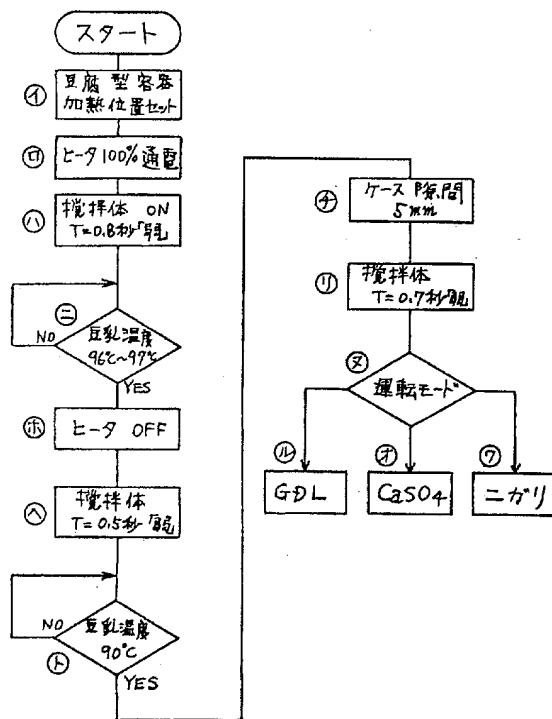 スタート
イ
豆腐型容器
加熱位置セット
ロ
ヒータ100%通電
ハ
撹拌体 ON
T=0.8秒「弱」
ニ
豆乳温度
96℃~97℃
NO
YES
ホ
ヒータ OFF
ヘ
撹拌体
T=0.5秒「弱」
ト
豆乳温度
90℃
NO
YES
チ
ケース隙間
5mm
リ
撹拌体
T=0.7秒「弱」
ヌ
運転モード
ル
GDL
オ
CaSO4
ワ
ニガリ